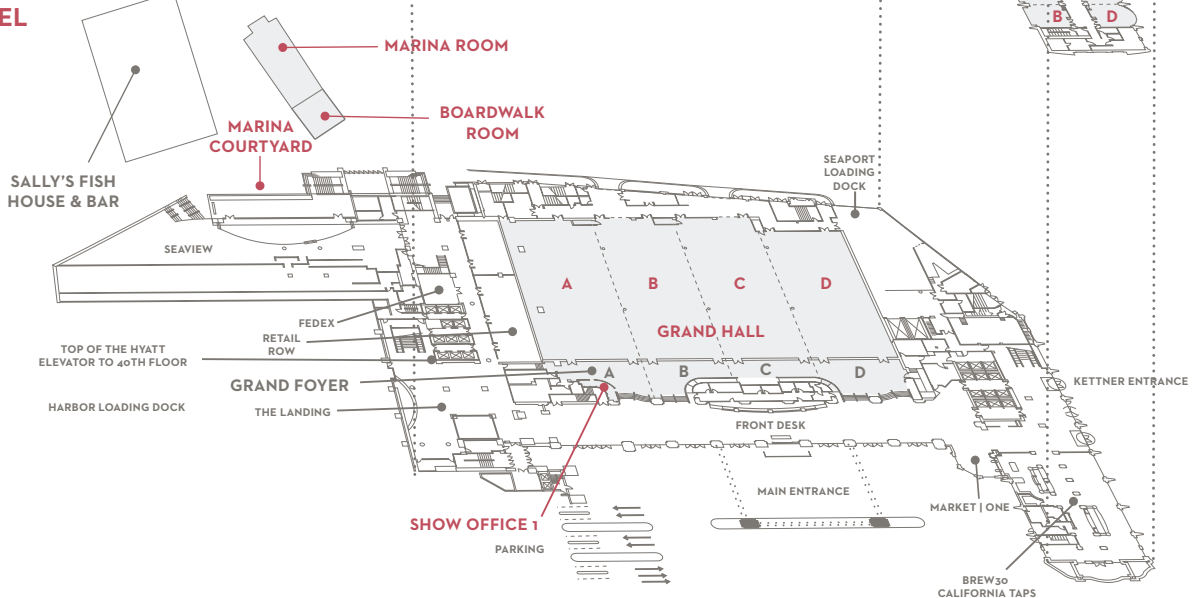 EL
B D
MARINA ROOM
BOARDWALK
ROOM
MARINA
COURTYARD
SALLY'S FISH
HOUSE & BAR
SEAPORT
LOADING
DOCK
SEAVIEW
A B C D
GRAND HALL
FEDEX
RETAIL
ROW
TOP OF THE HYATT
ELEVATOR TO 40TH FLOOR
GRAND FOYER
A B C D
KETTNER ENTRANCE
HARBOR LOADING DOCK
THE LANDING
FRONT DESK
MAIN ENTRANCE
MARKET | ONE
SHOW OFFICE 1
PARKING
BREW30
CALIFORNIA TAPS